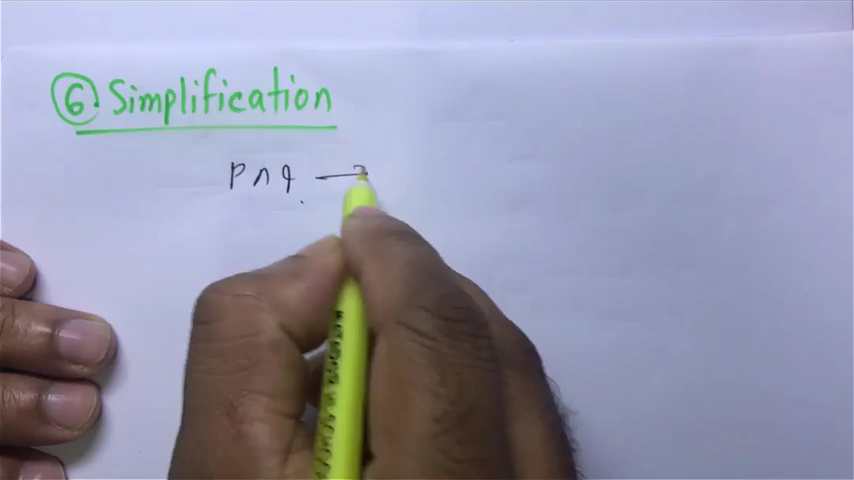 6. Simplification
p ∧ q →